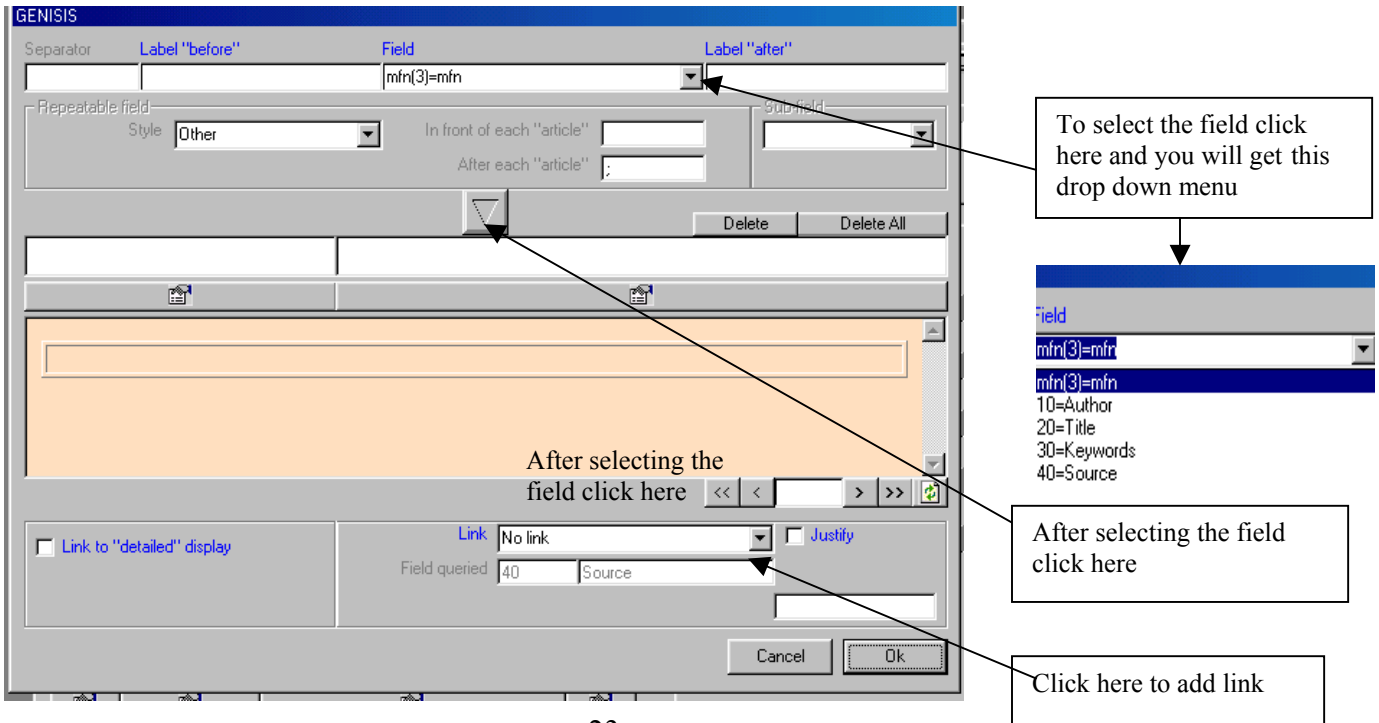 GENISIS
Separator Label "before" Field Label "after"
mfn(3)=mfn
Repeatable field Sub-field
Style Other In front of each "article"
After each "article" ;
Delete Delete All
After selecting the
field click here << < > >>
Link to "detailed" display Link No link Justify
Field queried 40 Source
Cancel Ok
To select the field click
here and you will get this
drop down menu
Field
mfn(3)=mfn
mfn(3)=mfn
10=Author
20=Title
30=Keywords
40=Source
After selecting the field
click here
Click here to add link